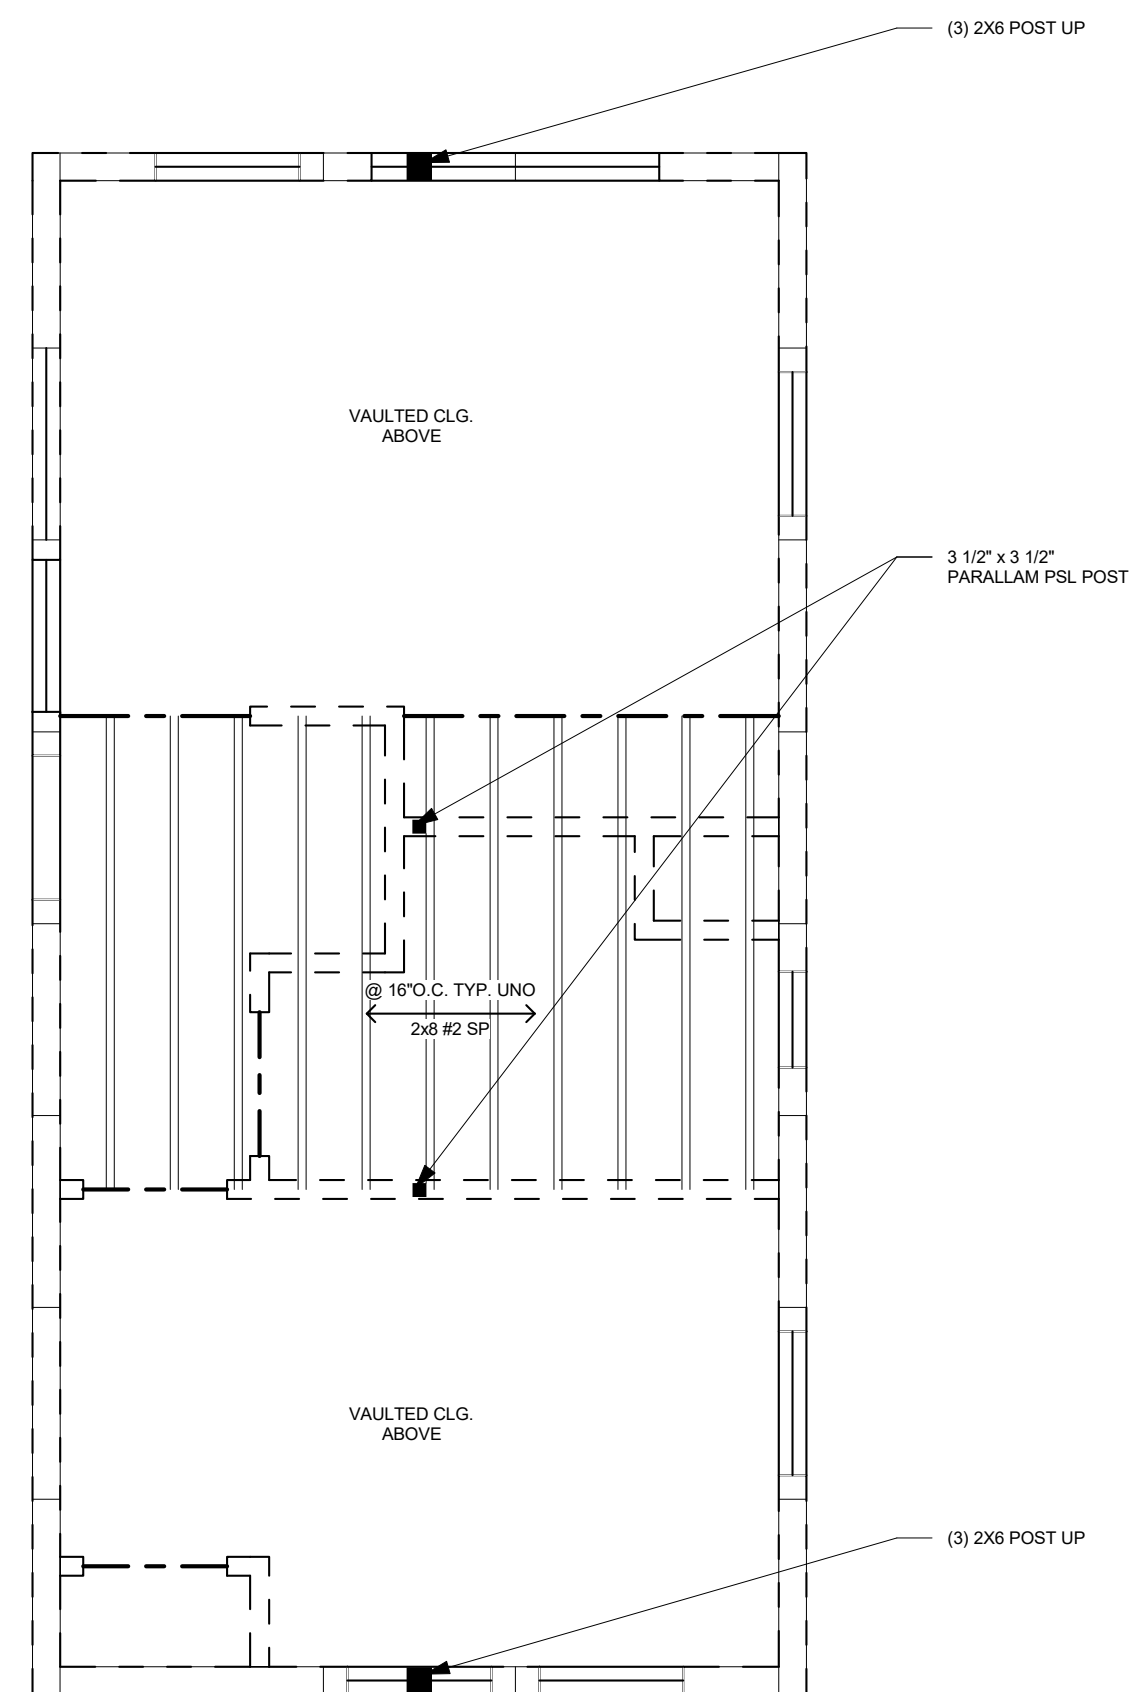 (3) 2X6 POST UP
VAULTED CLG.
ABOVE
3 1/2" x 3 1/2"
PARALLAM PSL POST
@ 16"O.C. TYP. UNO
2x8 #2 SP
VAULTED CLG.
ABOVE
(3) 2X6 POST UP